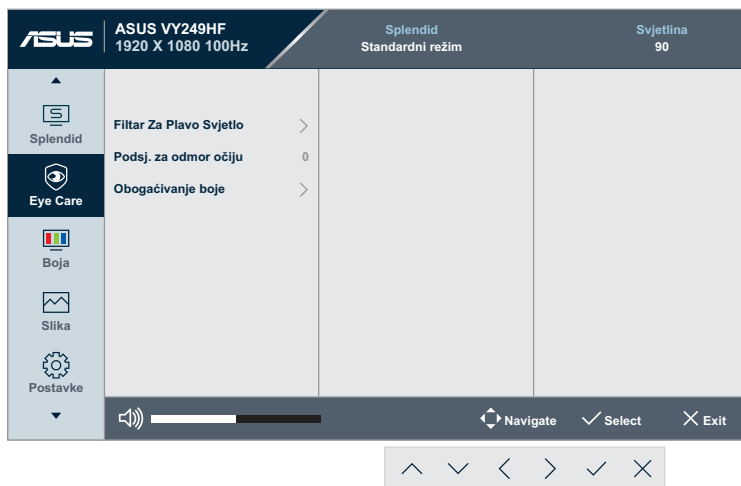 ASUS
ASUS VY249HF
1920 X 1080 100Hz
Splendid
Standardni režim
Svjetlina
90
Splendid
Eye Care
Boja
Slika
Postavke
Filtar Za Plavo Svjetlo
Podsj. za odmor očiju 0
Obogaćivanje boje
Navigate Select Exit